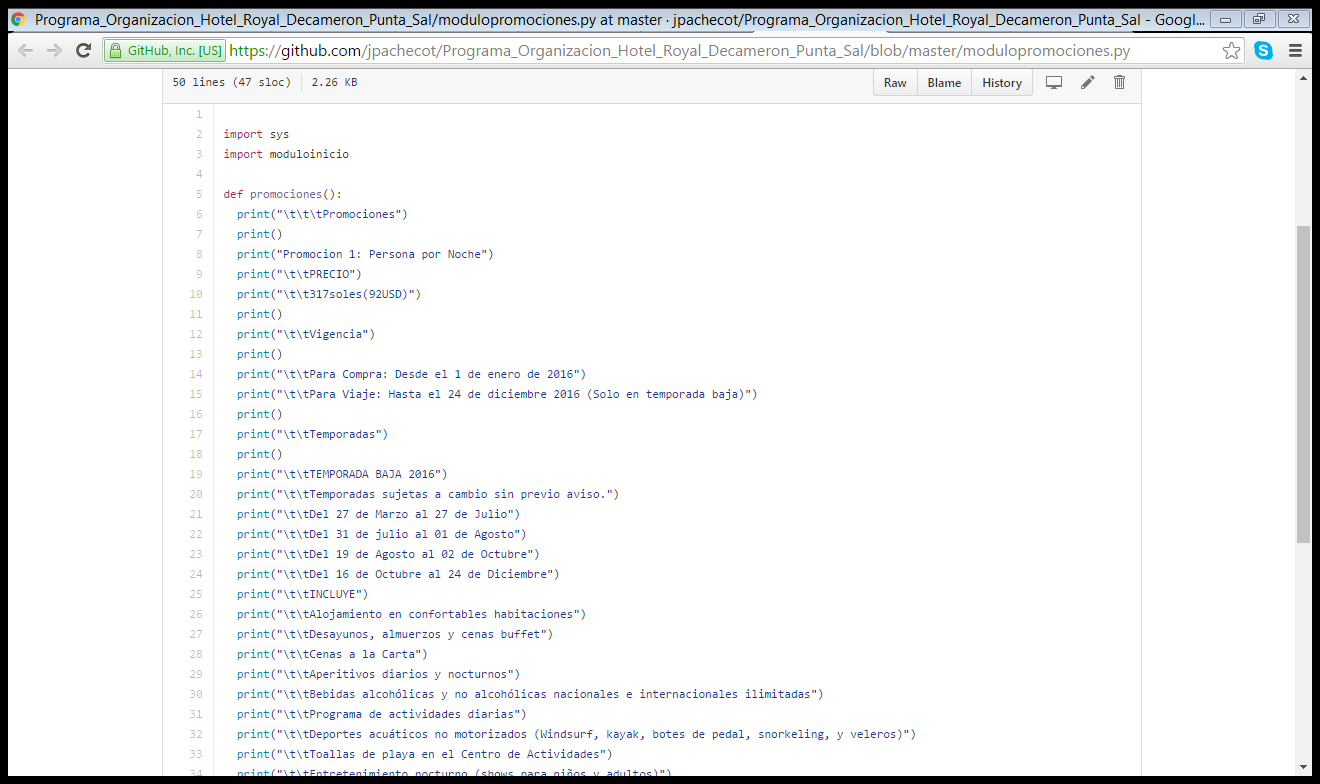 Programa_Organizacion_Hotel_Royal_Decameron_Punta_Sal/modulopromociones.py at master · jpachecot/Programa_Organizacion_Hotel_Royal_Decameron_Punta_Sal - Googl...
GitHub, Inc. [US] https://github.com/jpachecot/Programa_Organizacion_Hotel_Royal_Decameron_Punta_Sal/blob/master/modulopromociones.py
50 lines (47 sloc) 2.26 KB Raw Blame History
1
2 import sys
3 import moduloinicio
4
5 def promociones():
6 print("\t\t\tPromociones")
7 print()
8 print("Promocion 1: Persona por Noche")
9 print("\t\tPRECIO")
10 print("\t\t317soles(92USD)")
11 print()
12 print("\t\tVigencia")
13 print()
14 print("\t\tPara Compra: Desde el 1 de enero de 2016")
15 print("\t\tPara Viaje: Hasta el 24 de diciembre 2016 (Solo en temporada baja)")
16 print()
17 print("\t\tTemporadas")
18 print()
19 print("\t\tTEMPORADA BAJA 2016")
20 print("\t\tTemporadas sujetas a cambio sin previo aviso.")
21 print("\t\tDel 27 de Marzo al 27 de Julio")
22 print("\t\tDel 31 de julio al 01 de Agosto")
23 print("\t\tDel 19 de Agosto al 02 de Octubre")
24 print("\t\tDel 16 de Octubre al 24 de Diciembre")
25 print("\t\tINCLUYE")
26 print("\t\tAlojamiento en confortables habitaciones")
27 print("\t\tDesayunos, almuerzos y cenas buffet")
28 print("\t\tCenas a la Carta")
29 print("\t\tAperitivos diarios y nocturnos")
30 print("\t\tBebidas alcohólicas y no alcohólicas nacionales e internacionales ilimitadas")
31 print("\t\tPrograma de actividades diarias")
32 print("\t\tDeportes acuáticos no motorizados (Windsurf, kayak, botes de pedal, snorkeling, y veleros)")
33 print("\t\tToallas de playa en el Centro de Actividades")
34 print("\t\tEntretenimiento nocturno (shows para niños y adultos)")